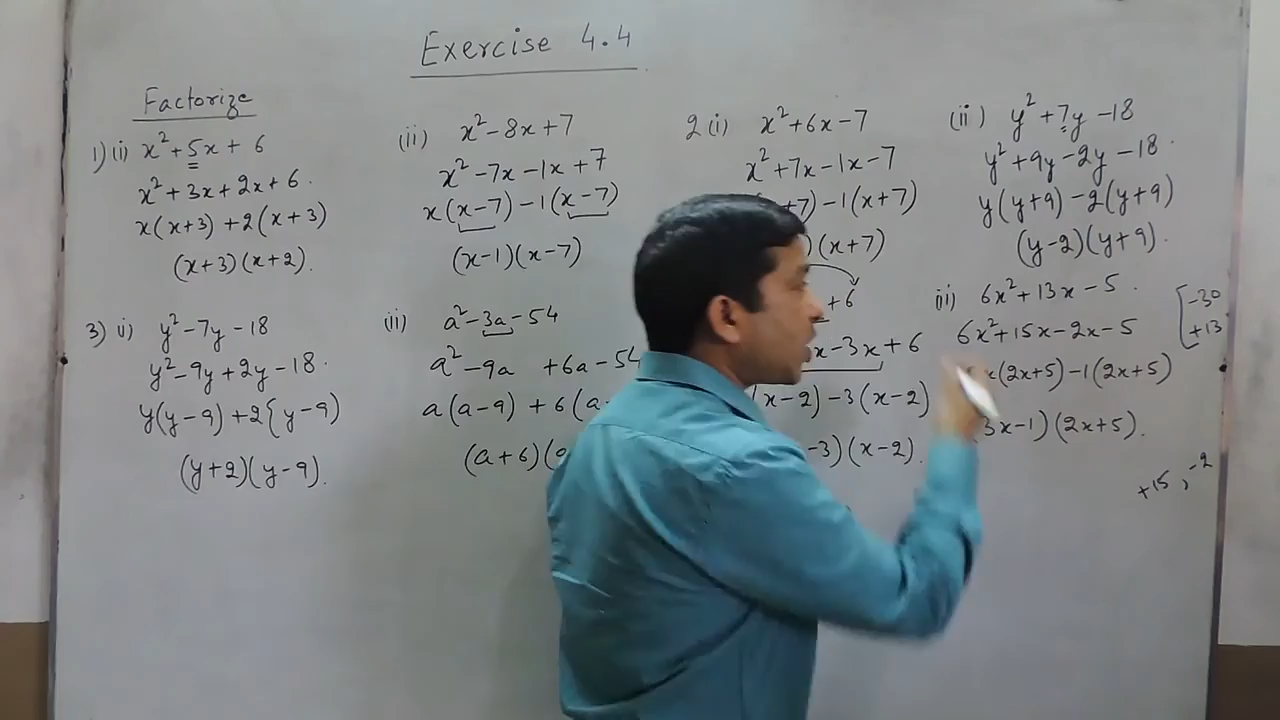 Exercise 4.4
Factorize
1)(i) x² + 5x + 6
x² + 3x + 2x + 6.
x(x+3) + 2(x+3)
(x+3)(x+2).
(ii) x² - 8x + 7
x² - 7x - 1x + 7
x(x-7) - 1(x-7)
(x-1)(x-7)
2(i) x² + 6x - 7
x² + 7x - 1x - 7
+7) - 1(x+7)
)(x+7)
(ii) y² + 7y - 18
y² + 9y - 2y - 18.
y(y+9) - 2(y+9)
(y-2)(y+9).
3) i) y² - 7y - 18
y² - 9y + 2y - 18.
y(y-9) + 2{y-9)
(y+2)(y-9).
(ii) a² - 3a - 54
a² - 9a + 6a - 54
a(a-9) + 6(a-
(a+6)(
+6
x - 3x + 6
(x-2) - 3(x-2)
-3)(x-2).
ii) 6x² + 13x - 5.
6x² + 15x - 2x - 5
x(2x+5) - 1(2x+5)
3x-1)(2x+5).
-30
+13
+15, -2